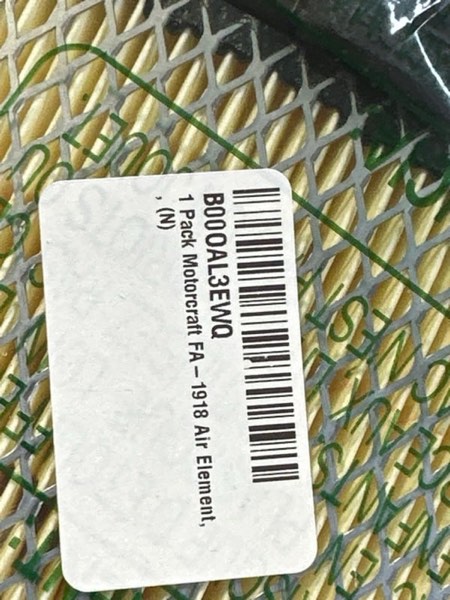 B000AL3EWQ
1 Pack Motorcraft FA – 1918 Air Element,
, (N)